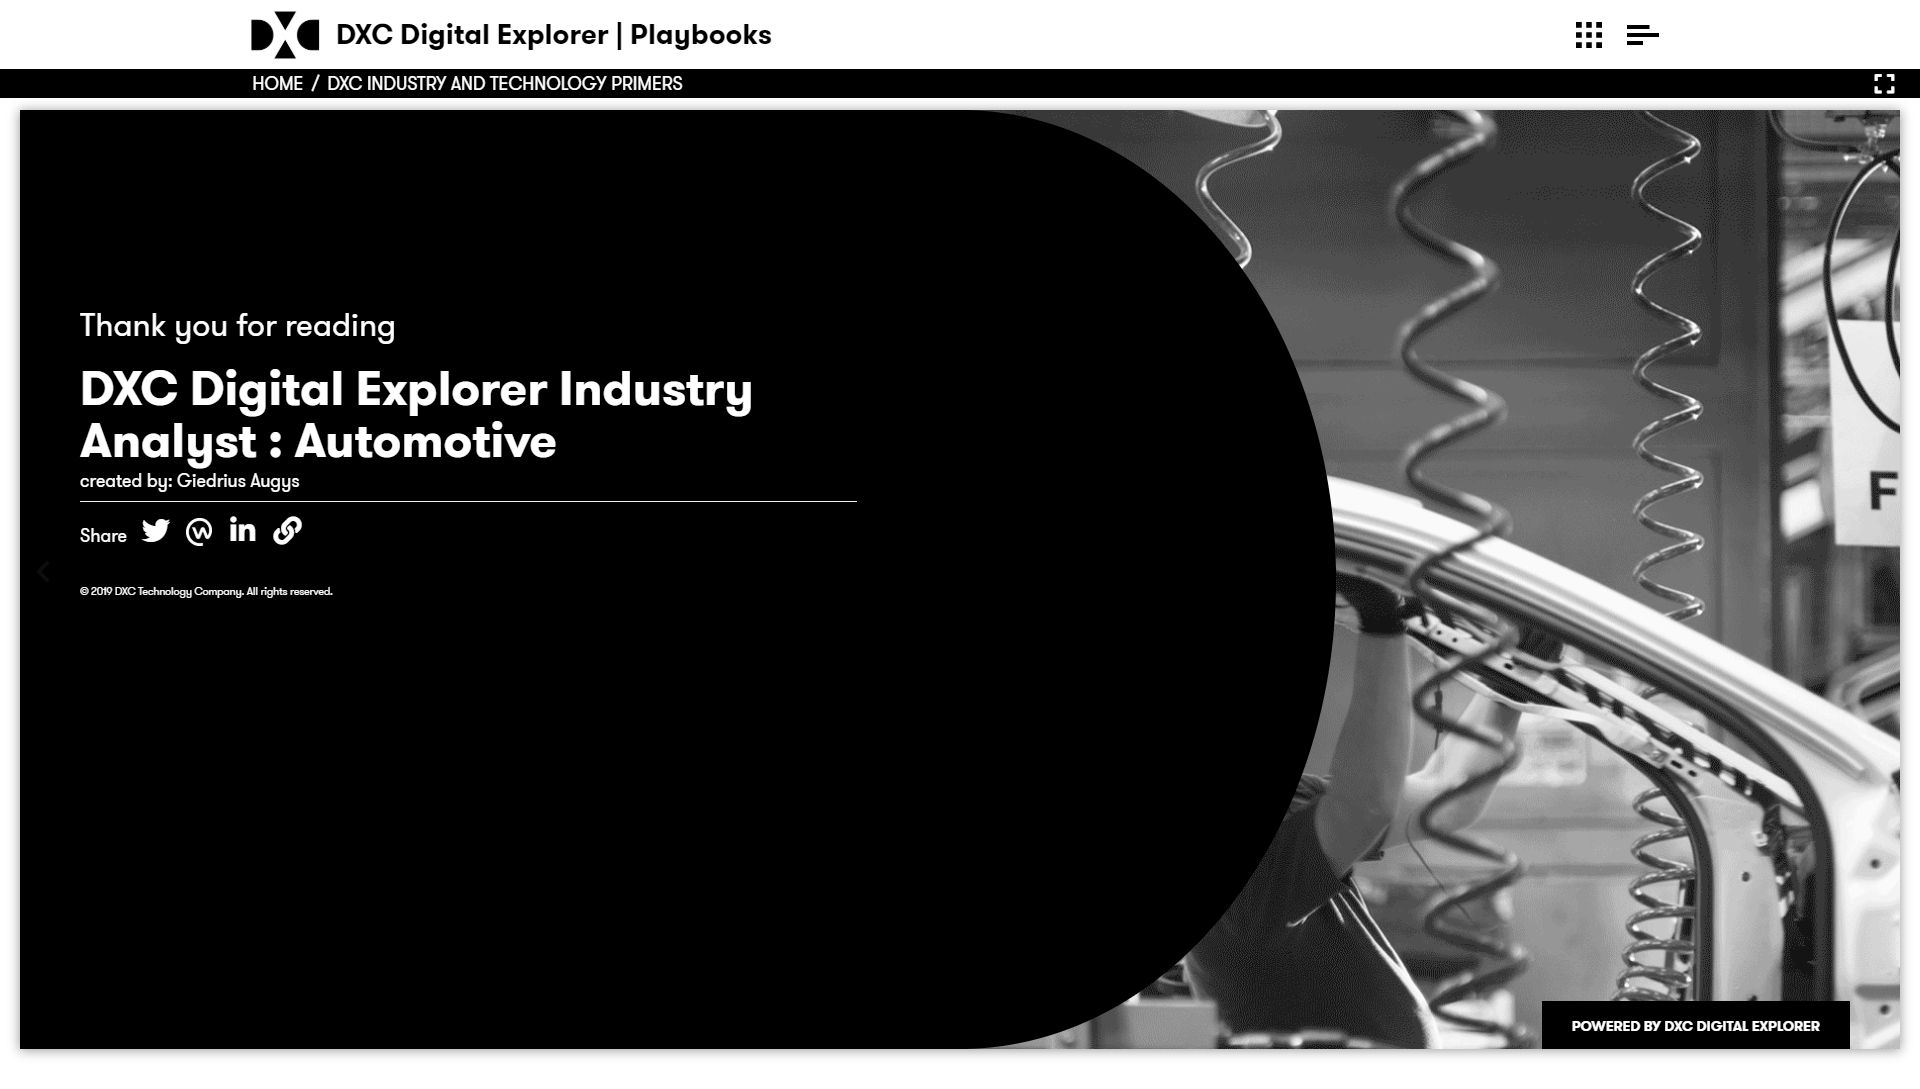 DXC Digital Explorer | Playbooks
HOME / DXC INDUSTRY AND TECHNOLOGY PRIMERS
Thank you for reading
DXC Digital Explorer Industry
Analyst : Automotive
created by: Giedrius Augys
Share
© 2019 DXC Technology Company. All rights reserved.
F
POWERED BY DXC DIGITAL EXPLORER